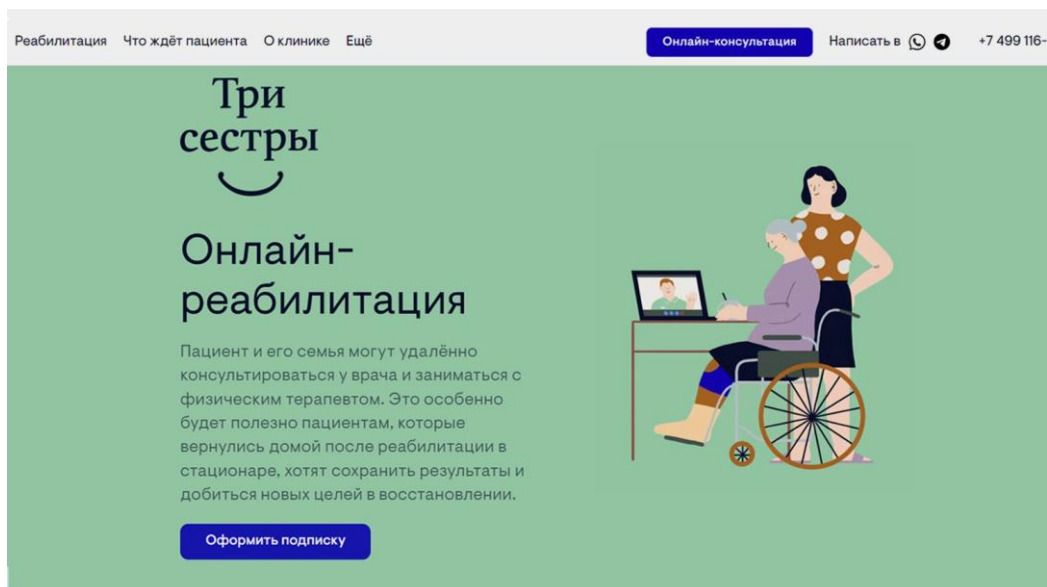 Реабилитация Что ждёт пациента О клинике Ещё Онлайн-консультация Написать в +7 499 116-
Три
сестры
Онлайн-
реабилитация
Пациент и его семья могут удалённо
консультироваться у врача и заниматься с
физическим терапевтом. Это особенно
будет полезно пациентам, которые
вернулись домой после реабилитации в
стационаре, хотят сохранить результаты и
добиться новых целей в восстановлении.
Оформить подписку